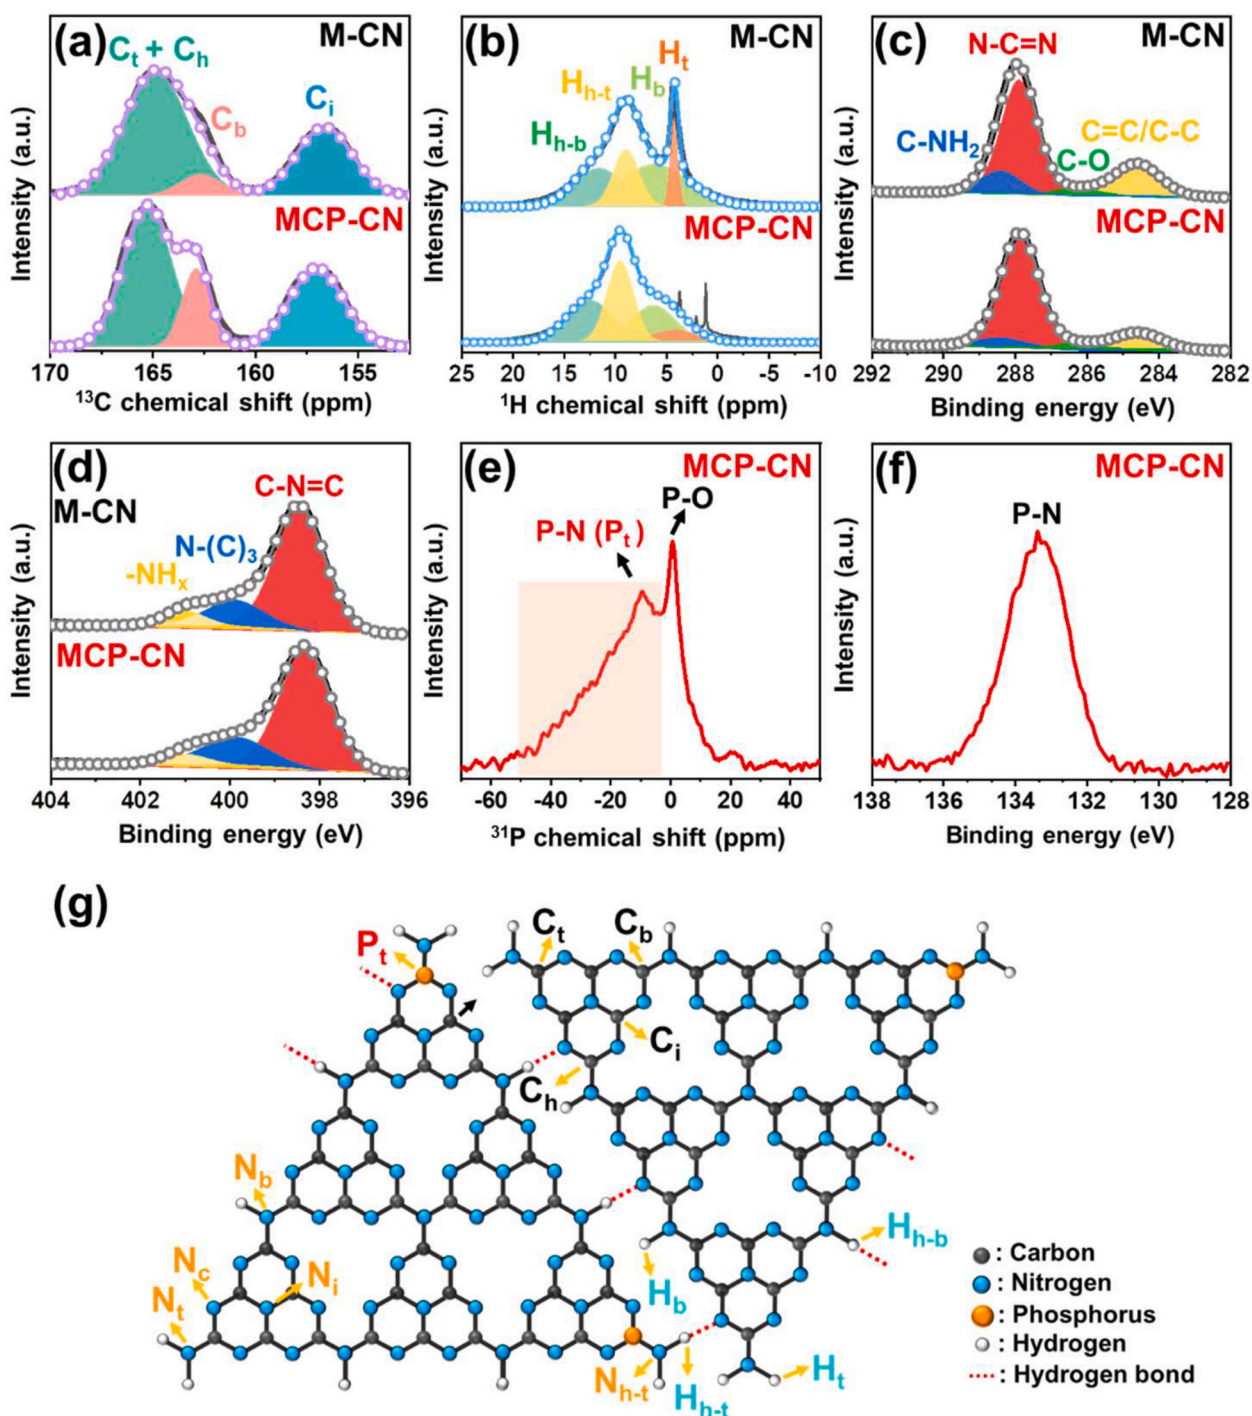 (a)
M-CN
Ct + Ch
Cb
Ci
MCP-CN
Intensity (a.u.)
170 165 160 155
13C chemical shift (ppm)
(b)
M-CN
Ht
Hb
Hh-t
Hh-b
MCP-CN
Intensity (a.u.)
25 20 15 10 5 0 -5 -10
1H chemical shift (ppm)
(c)
M-CN
N-C=N
C-NH2
C=C/C-C
C-O
MCP-CN
Intensity (a.u.)
292 290 288 286 284 282
Binding energy (eV)
(d)
M-CN
C-N=C
N-(C)3
-NHx
MCP-CN
Intensity (a.u.)
404 402 400 398 396
Binding energy (eV)
(e)
MCP-CN
P-O
P-N (Pt)
Intensity (a.u.)
-60 -40 -20 0 20 40
31P chemical shift (ppm)
(f)
MCP-CN
P-N
Intensity (a.u.)
138 136 134 132 130 128
Binding energy (eV)
(g)
Pt
Ct
Cb
Ci
Ch
Nb
Nc
Ni
Nt
Nh-t
Hh-t
Hb
Hh-b
Ht
: Carbon
: Nitrogen
: Phosphorus
: Hydrogen
: Hydrogen bond